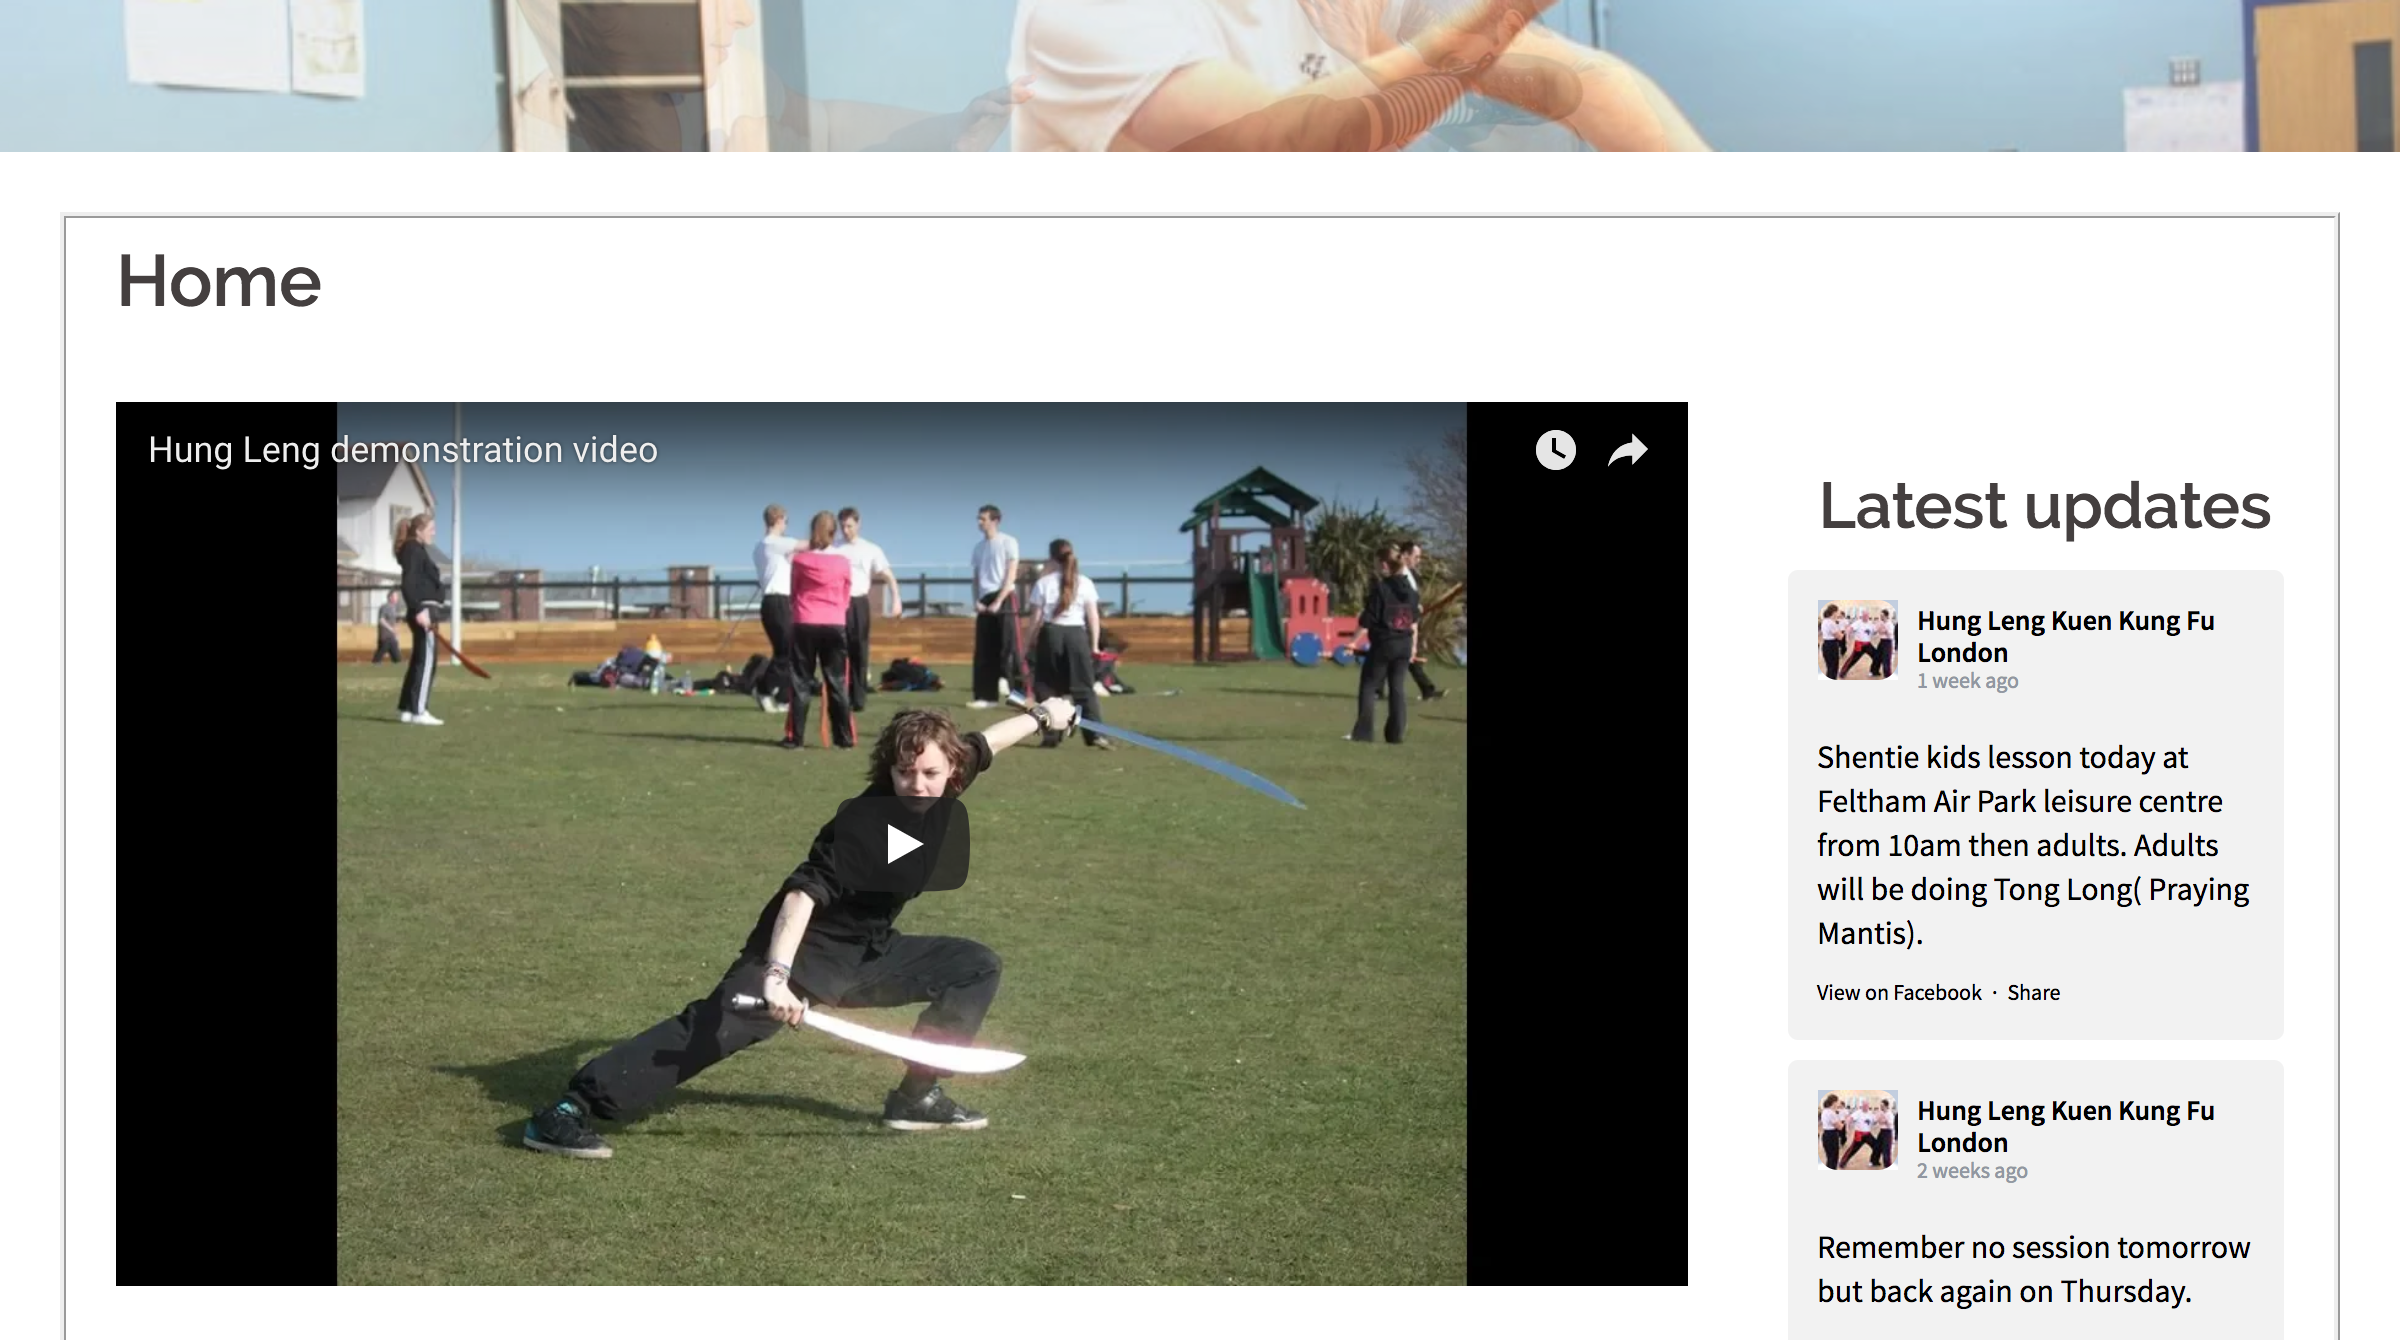 Home
Hung Leng demonstration video
Latest updates
Hung Leng Kuen Kung Fu
London
1 week ago
Shentie kids lesson today at
Feltham Air Park leisure centre
from 10am then adults. Adults
will be doing Tong Long( Praying
Mantis).
View on Facebook · Share
Hung Leng Kuen Kung Fu
London
2 weeks ago
Remember no session tomorrow
but back again on Thursday.